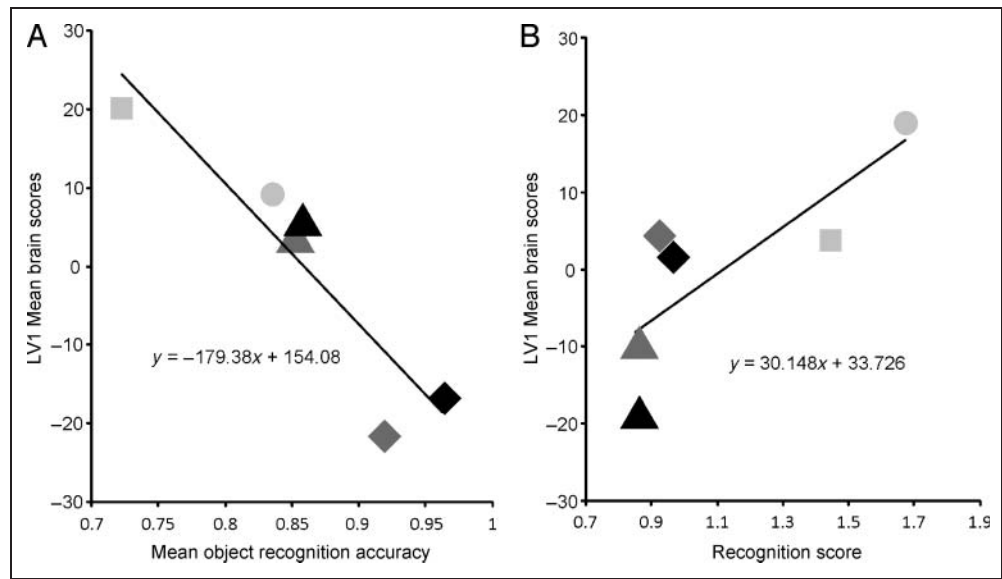 A
30
20
10
0
−10
−20
−30
LV1 Mean brain scores
y = −179.38x + 154.08
0.7 0.75 0.8 0.85 0.9 0.95 1
Mean object recognition accuracy
B
30
20
10
0
−10
−20
−30
LV1 Mean brain scores
y = 30.148x + 33.726
0.7 0.9 1.1 1.3 1.5 1.7 1.9
Recognition score